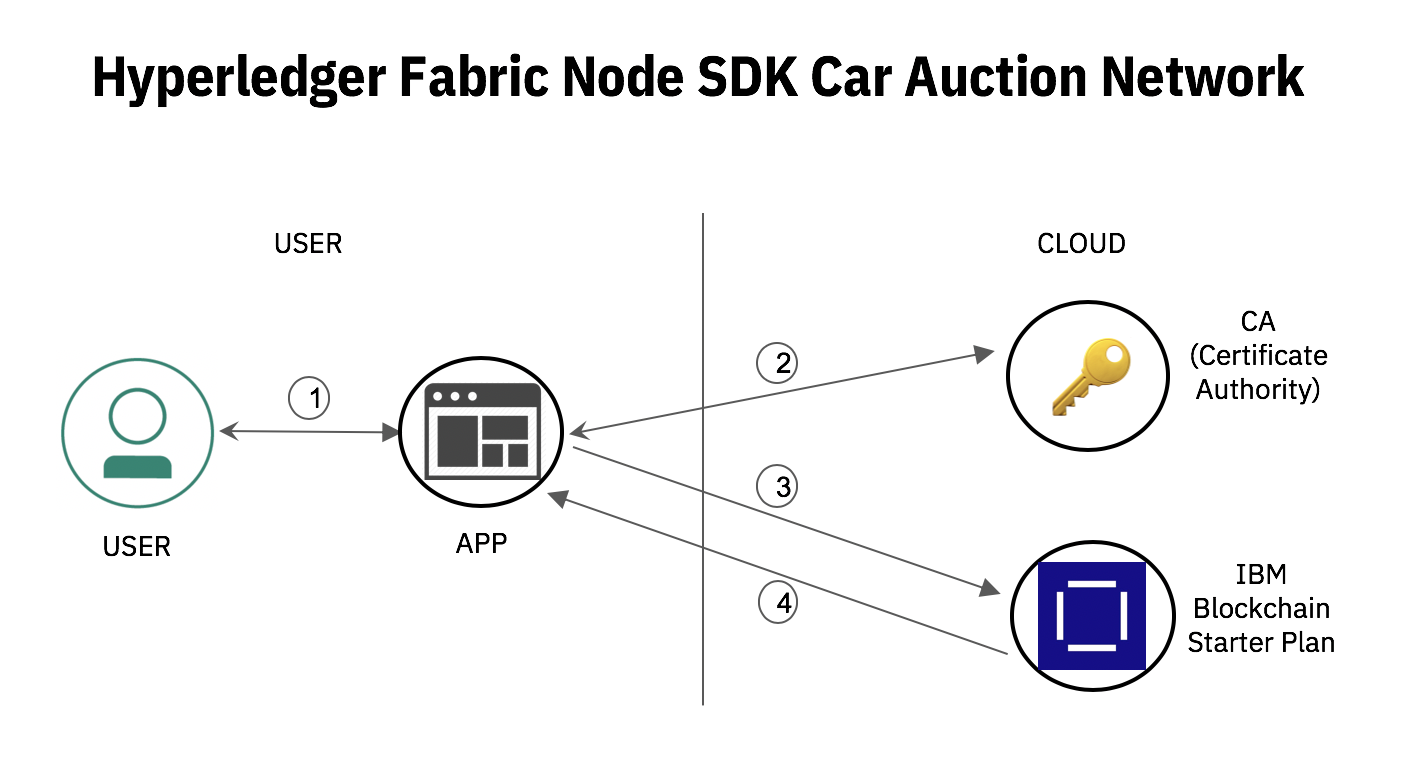 Hyperledger Fabric Node SDK Car Auction Network
USER
CLOUD
CA
(Certificate
Authority)
1
2
3
4
USER
APP
IBM
Blockchain
Starter Plan